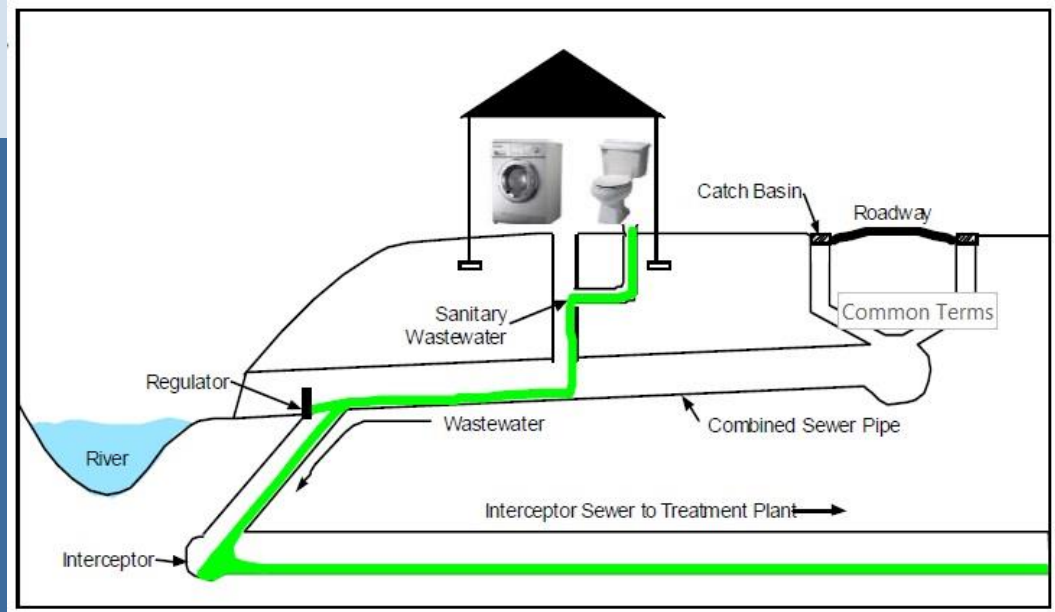 Catch Basin
Roadway
Common Terms
Sanitary
Wastewater
Regulator
Wastewater
Combined Sewer Pipe
River
Interceptor Sewer to Treatment Plant
Interceptor